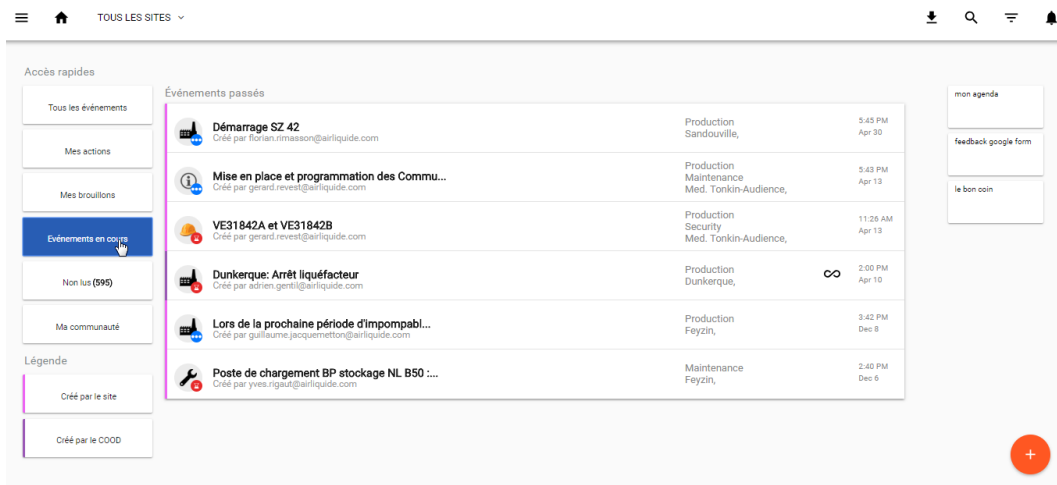 TOUS LES SITES
Accès rapides
Tous les événements
Mes actions
Mes brouillons
Evénements en cours
Non lus (595)
Ma communauté
Légende
Créé par le site
Créé par le COOD
Événements passés
Démarrage SZ 42
Créé par florian.rimasson@airliquide.com
Production
Sandouville,
5:45 PM
Apr 30
Mise en place et programmation des Commu...
Créé par gerard.revest@airliquide.com
Production
Maintenance
Med. Tonkin-Audience,
5:43 PM
Apr 13
VE31842A et VE31842B
Créé par gerard.revest@airliquide.com
Production
Security
Med. Tonkin-Audience,
11:26 AM
Apr 13
Dunkerque: Arrêt liquéfacteur
Créé par adrien.gentil@airliquide.com
Production
Dunkerque,
2:00 PM
Apr 10
Lors de la prochaine période d'impompabl...
Créé par guillaume.jacquemetton@airliquide.com
Production
Feyzin,
3:42 PM
Dec 8
Poste de chargement BP stockage NL B50 :...
Créé par yves.rigaut@airliquide.com
Maintenance
Feyzin,
2:40 PM
Dec 6
mon agenda
feedback google form
le bon coin